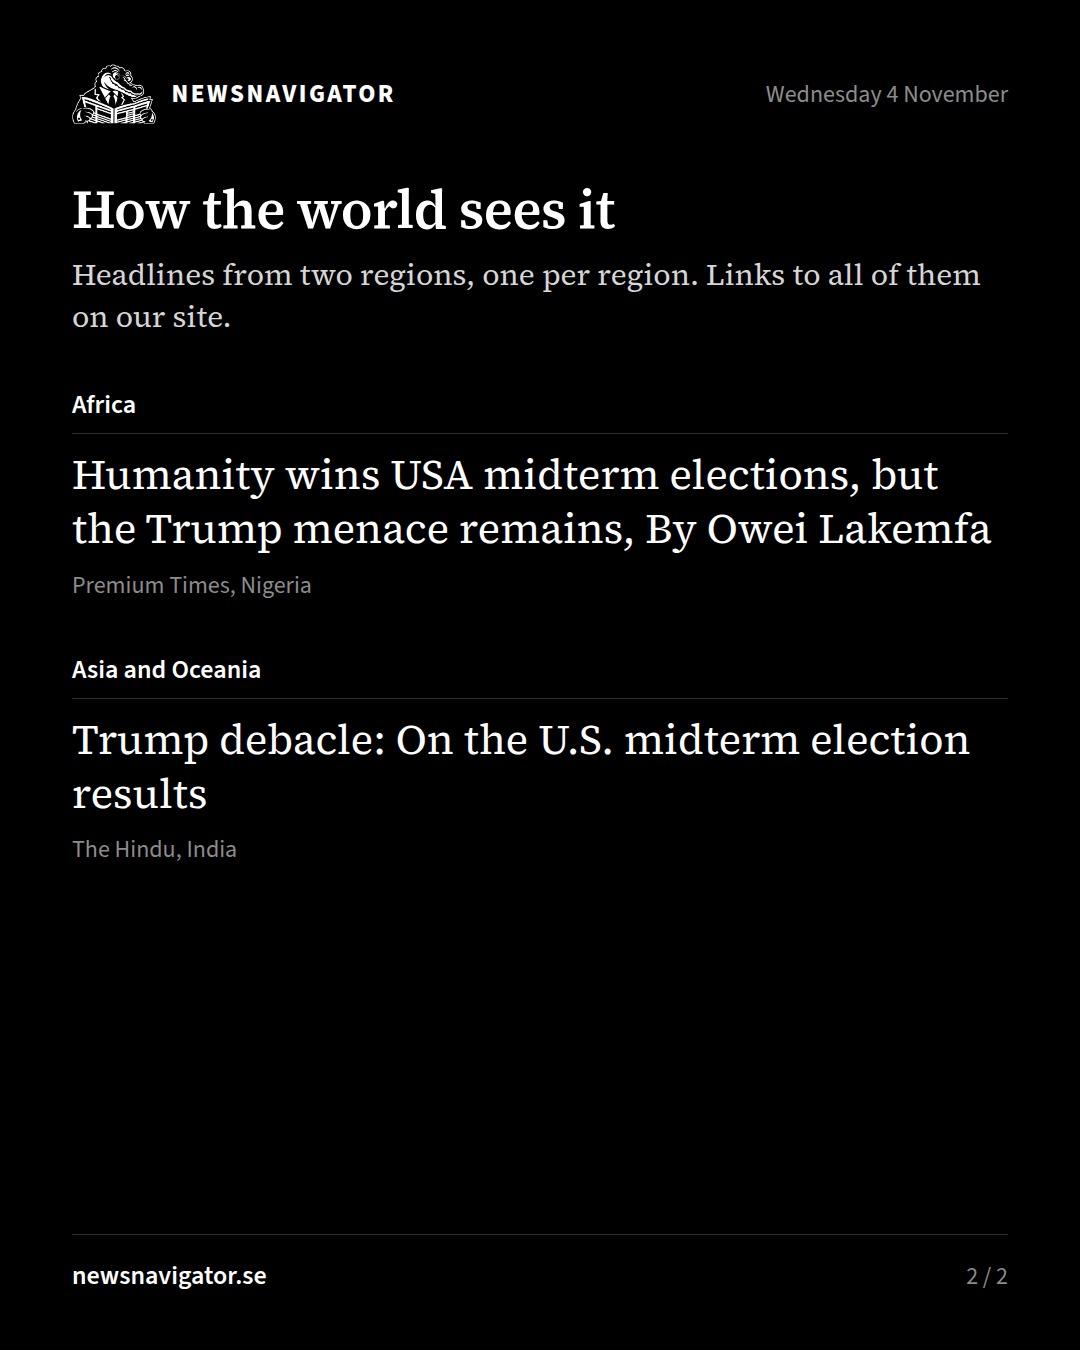 NEWSNAVIGATOR
Wednesday 4 November
How the world sees it
Headlines from two regions, one per region. Links to all of them
on our site.
Africa
Humanity wins USA midterm elections, but
the Trump menace remains, By Owei Lakemfa
Premium Times, Nigeria
Asia and Oceania
Trump debacle: On the U.S. midterm election
results
The Hindu, India
newsnavigator.se
2 / 2